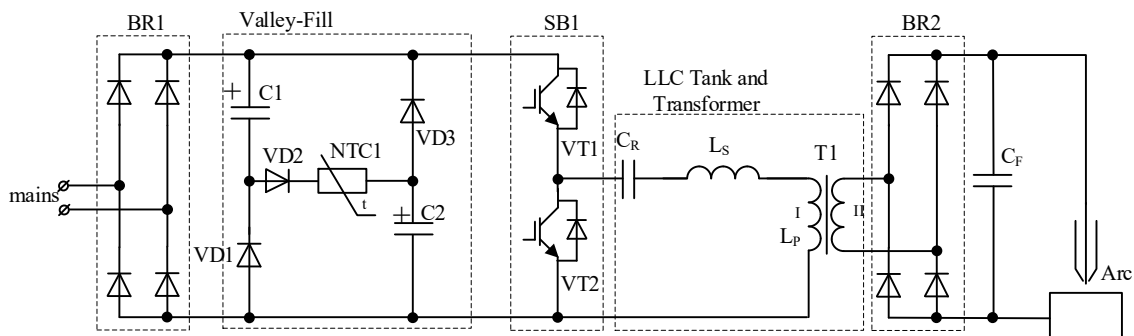 BR1
Valley-Fill
SB1
BR2
LLC Tank and
Transformer
C1
VD3
VD2
NTC1
t
C2
VD1
mains
VT1
VT2
C_R
L_S
T1
I
II
L_P
C_F
Arc